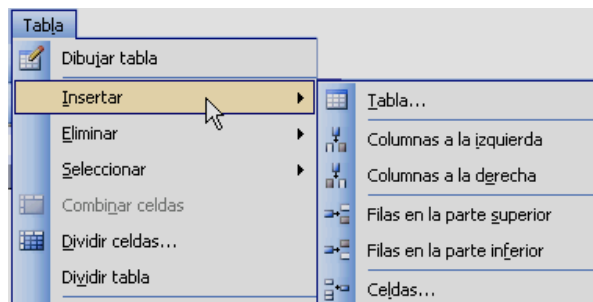 Tabla
Dibujar tabla
Insertar
Eliminar
Seleccionar
Combinar celdas
Dividir celdas...
Dividir tabla
Tabla...
Columnas a la izquierda
Columnas a la derecha
Filas en la parte superior
Filas en la parte inferior
Celdas...